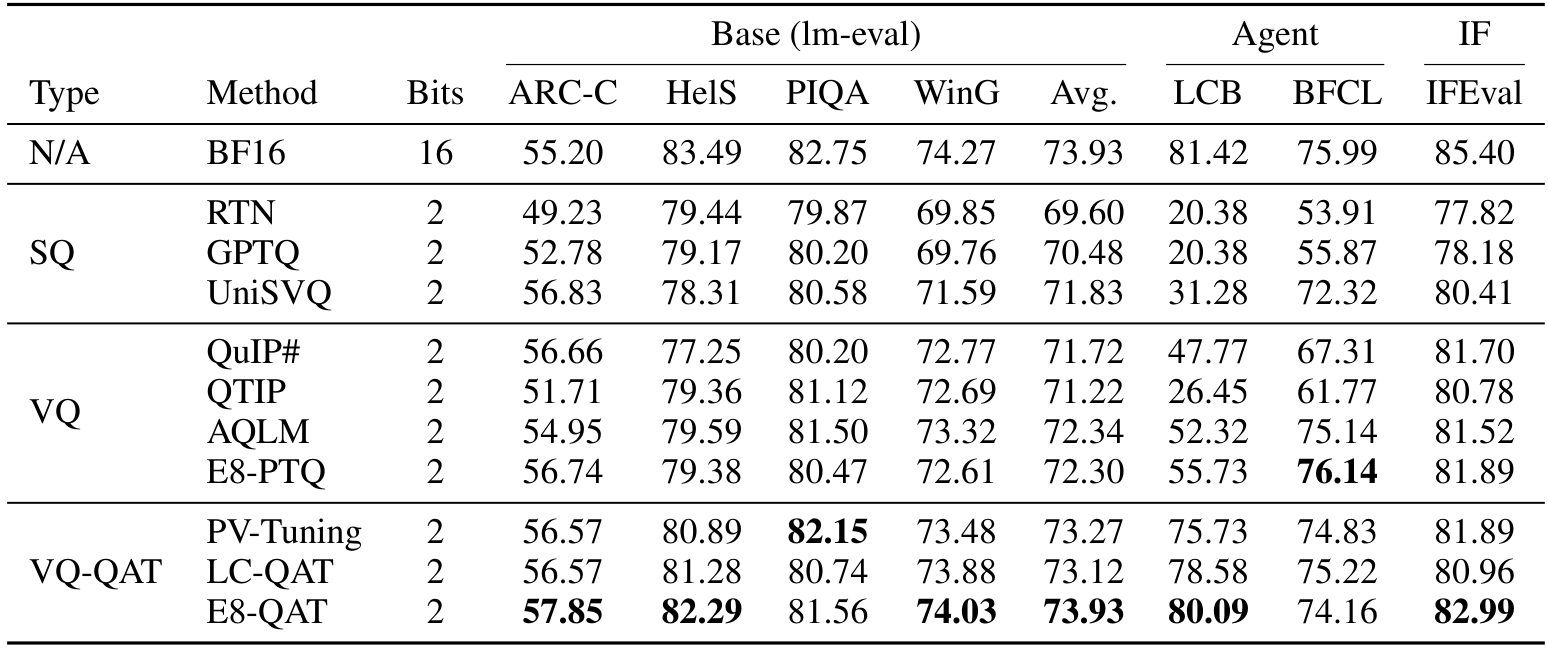 Base (lm-eval) Agent IF
Type Method Bits ARC-C HelS PIQA WinG Avg. LCB BFCL IFEval
N/A BF16 16 55.20 83.49 82.75 74.27 73.93 81.42 75.99 85.40
RTN 2 49.23 79.44 79.87 69.85 69.60 20.38 53.91 77.82
SQ GPTQ 2 52.78 79.17 80.20 69.76 70.48 20.38 55.87 78.18
UniSVQ 2 56.83 78.31 80.58 71.59 71.83 31.28 72.32 80.41
QuIP# 2 56.66 77.25 80.20 72.77 71.72 47.77 67.31 81.70
QTIP 2 51.71 79.36 81.12 72.69 71.22 26.45 61.77 80.78
VQ
AQLM 2 54.95 79.59 81.50 73.32 72.34 52.32 75.14 81.52
E8-PTQ 2 56.74 79.38 80.47 72.61 72.30 55.73 76.14 81.89
PV-Tuning 2 56.57 80.89 82.15 73.48 73.27 75.73 74.83 81.89
VQ-QAT LC-QAT 2 56.57 81.28 80.74 73.88 73.12 78.58 75.22 80.96
E8-QAT 2 57.85 82.29 81.56 74.03 73.93 80.09 74.16 82.99